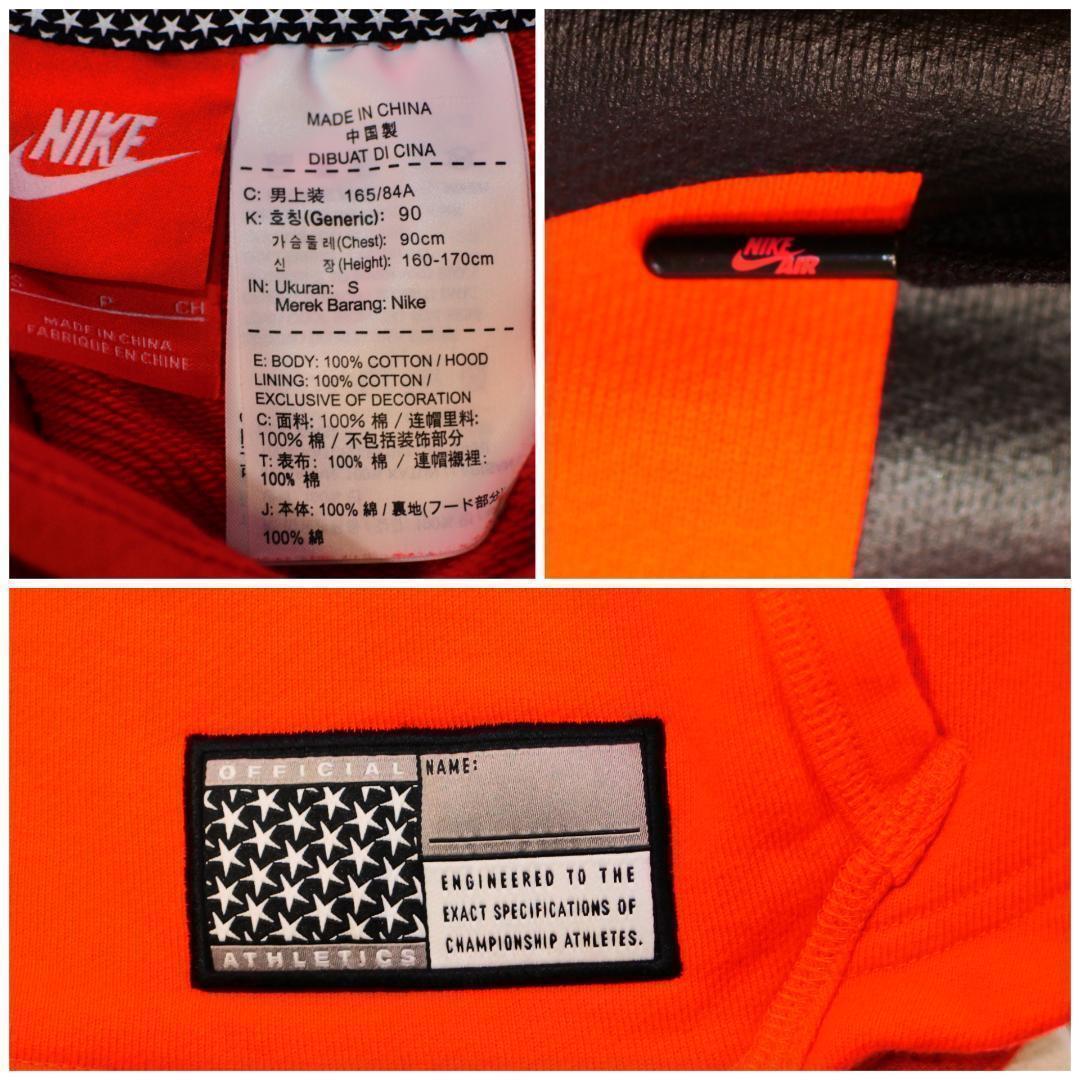 NIKE
S P CH
MADE IN CHINA
FABRIQUE EN CHINE
MADE IN CHINA
中国製
DIBUAT DI CINA
C: 男上装 165/84A
K: 호칭(Generic): 90
가슴둘레(Chest): 90cm
신 장(Height): 160-170cm
IN: Ukuran: S
Merek Barang: Nike
E: BODY: 100% COTTON / HOOD
LINING: 100% COTTON /
EXCLUSIVE OF DECORATION
C: 面料: 100% 棉 / 连帽里料:
100% 棉 / 不包括装饰部分
T: 表布: 100% 棉 / 連帽襯裡:
100% 棉
J: 本体: 100% 綿 / 裏地(フード部分)
100% 綿
NIKE
AIR
OFFICIAL
ATHLETICS
NAME:
ENGINEERED TO THE
EXACT SPECIFICATIONS OF
CHAMPIONSHIP ATHLETES.